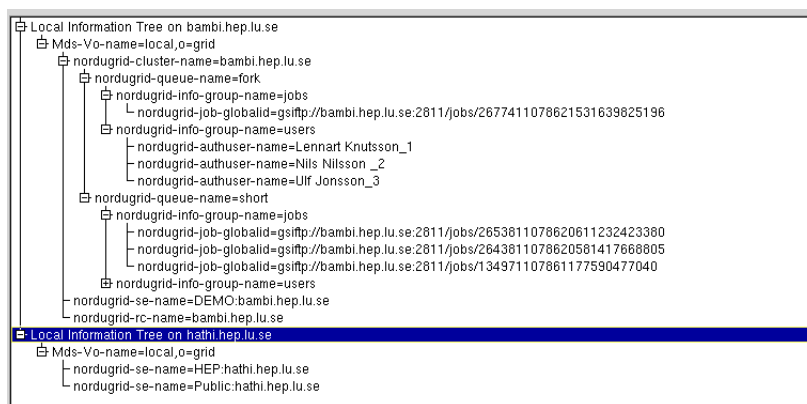 Local Information Tree on bambi.hep.lu.se
Mds-Vo-name=local,o=grid
nordugrid-cluster-name=bambi.hep.lu.se
nordugrid-queue-name=fork
nordugrid-info-group-name=jobs
nordugrid-job-globalid=gsiftp://bambi.hep.lu.se:2811/jobs/2677411078621531639825196
nordugrid-info-group-name=users
nordugrid-authuser-name=Lennart Knutsson_1
nordugrid-authuser-name=Nils Nilsson _2
nordugrid-authuser-name=Ulf Jonsson_3
nordugrid-queue-name=short
nordugrid-info-group-name=jobs
nordugrid-job-globalid=gsiftp://bambi.hep.lu.se:2811/jobs/2653811078620611232423380
nordugrid-job-globalid=gsiftp://bambi.hep.lu.se:2811/jobs/2643811078620581417668805
nordugrid-job-globalid=gsiftp://bambi.hep.lu.se:2811/jobs/134971107861177590477040
nordugrid-info-group-name=users
nordugrid-se-name=DEMO:bambi.hep.lu.se
nordugrid-rc-name=bambi.hep.lu.se
Local Information Tree on hathi.hep.lu.se
Mds-Vo-name=local,o=grid
nordugrid-se-name=HEP:hathi.hep.lu.se
nordugrid-se-name=Public:hathi.hep.lu.se